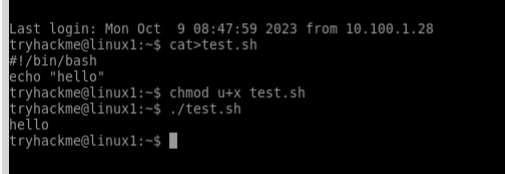 Last login: Mon Oct  9 08:47:59 2023 from 10.100.1.28
tryhackme@linux1:~$ cat>test.sh
#!/bin/bash
echo "hello"
tryhackme@linux1:~$ chmod u+x test.sh
tryhackme@linux1:~$ ./test.sh
hello
tryhackme@linux1:~$